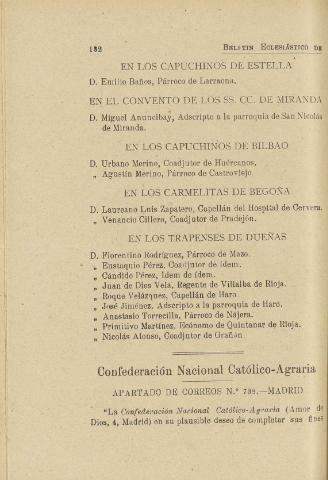 182 BOLETIN ECLESIÁSTICO DE
EN LOS CAPUCHINOS DE ESTELLA
D. Emilio Baños, Párroco de Larraona.
EN EL CONVENTO DE LOS SS. CC. DE MIRANDA
D. Miguel Anuncibay, Adscripto a la parroquia de San Nicolás
de Miranda.
EN LOS CAPUCHINOS DE BILBAO
D. Urbano Merino, Coadjutor de Huércanos.
„ Agustín Merino, Párroco de Castroviejo.
EN LOS CARMELITAS DE BEGOÑA
D. Laureano Luis Zapatero, Capellán del Hospital de Cervera.
„ Venancio Cillero, Coadjutor de Pradejón.
EN LOS TRAPENSES DE DUEÑAS
D. Florentino Rodríguez, Párroco de Mazo.
„ Eustaquio Pérez, Coadjutor de ídem.
„ Cándido Pérez, Idem de ídem.
„ Juan de Dios Vela, Regente de Villalba de Rioja.
„ Roque Velázquez, Capellán de Haro
„ José Jiménez, Adscripto a la parroquia de Haro.
„ Anastasio Torrecilla, Párroco de Nájera.
„ Primitivo Martínez, Ecónomo de Quintanar de Rioja.
„ Nicolás Alonso, Coadjutor de Grañón
Confederación Nacional Católico-Agraria
APARTADO DE CORREOS N.º —MADRID
"La Confederación Nacional Católico-Agraria (Amor de
Dios, 4, Madrid) en su plausible deseo de completar sus fines